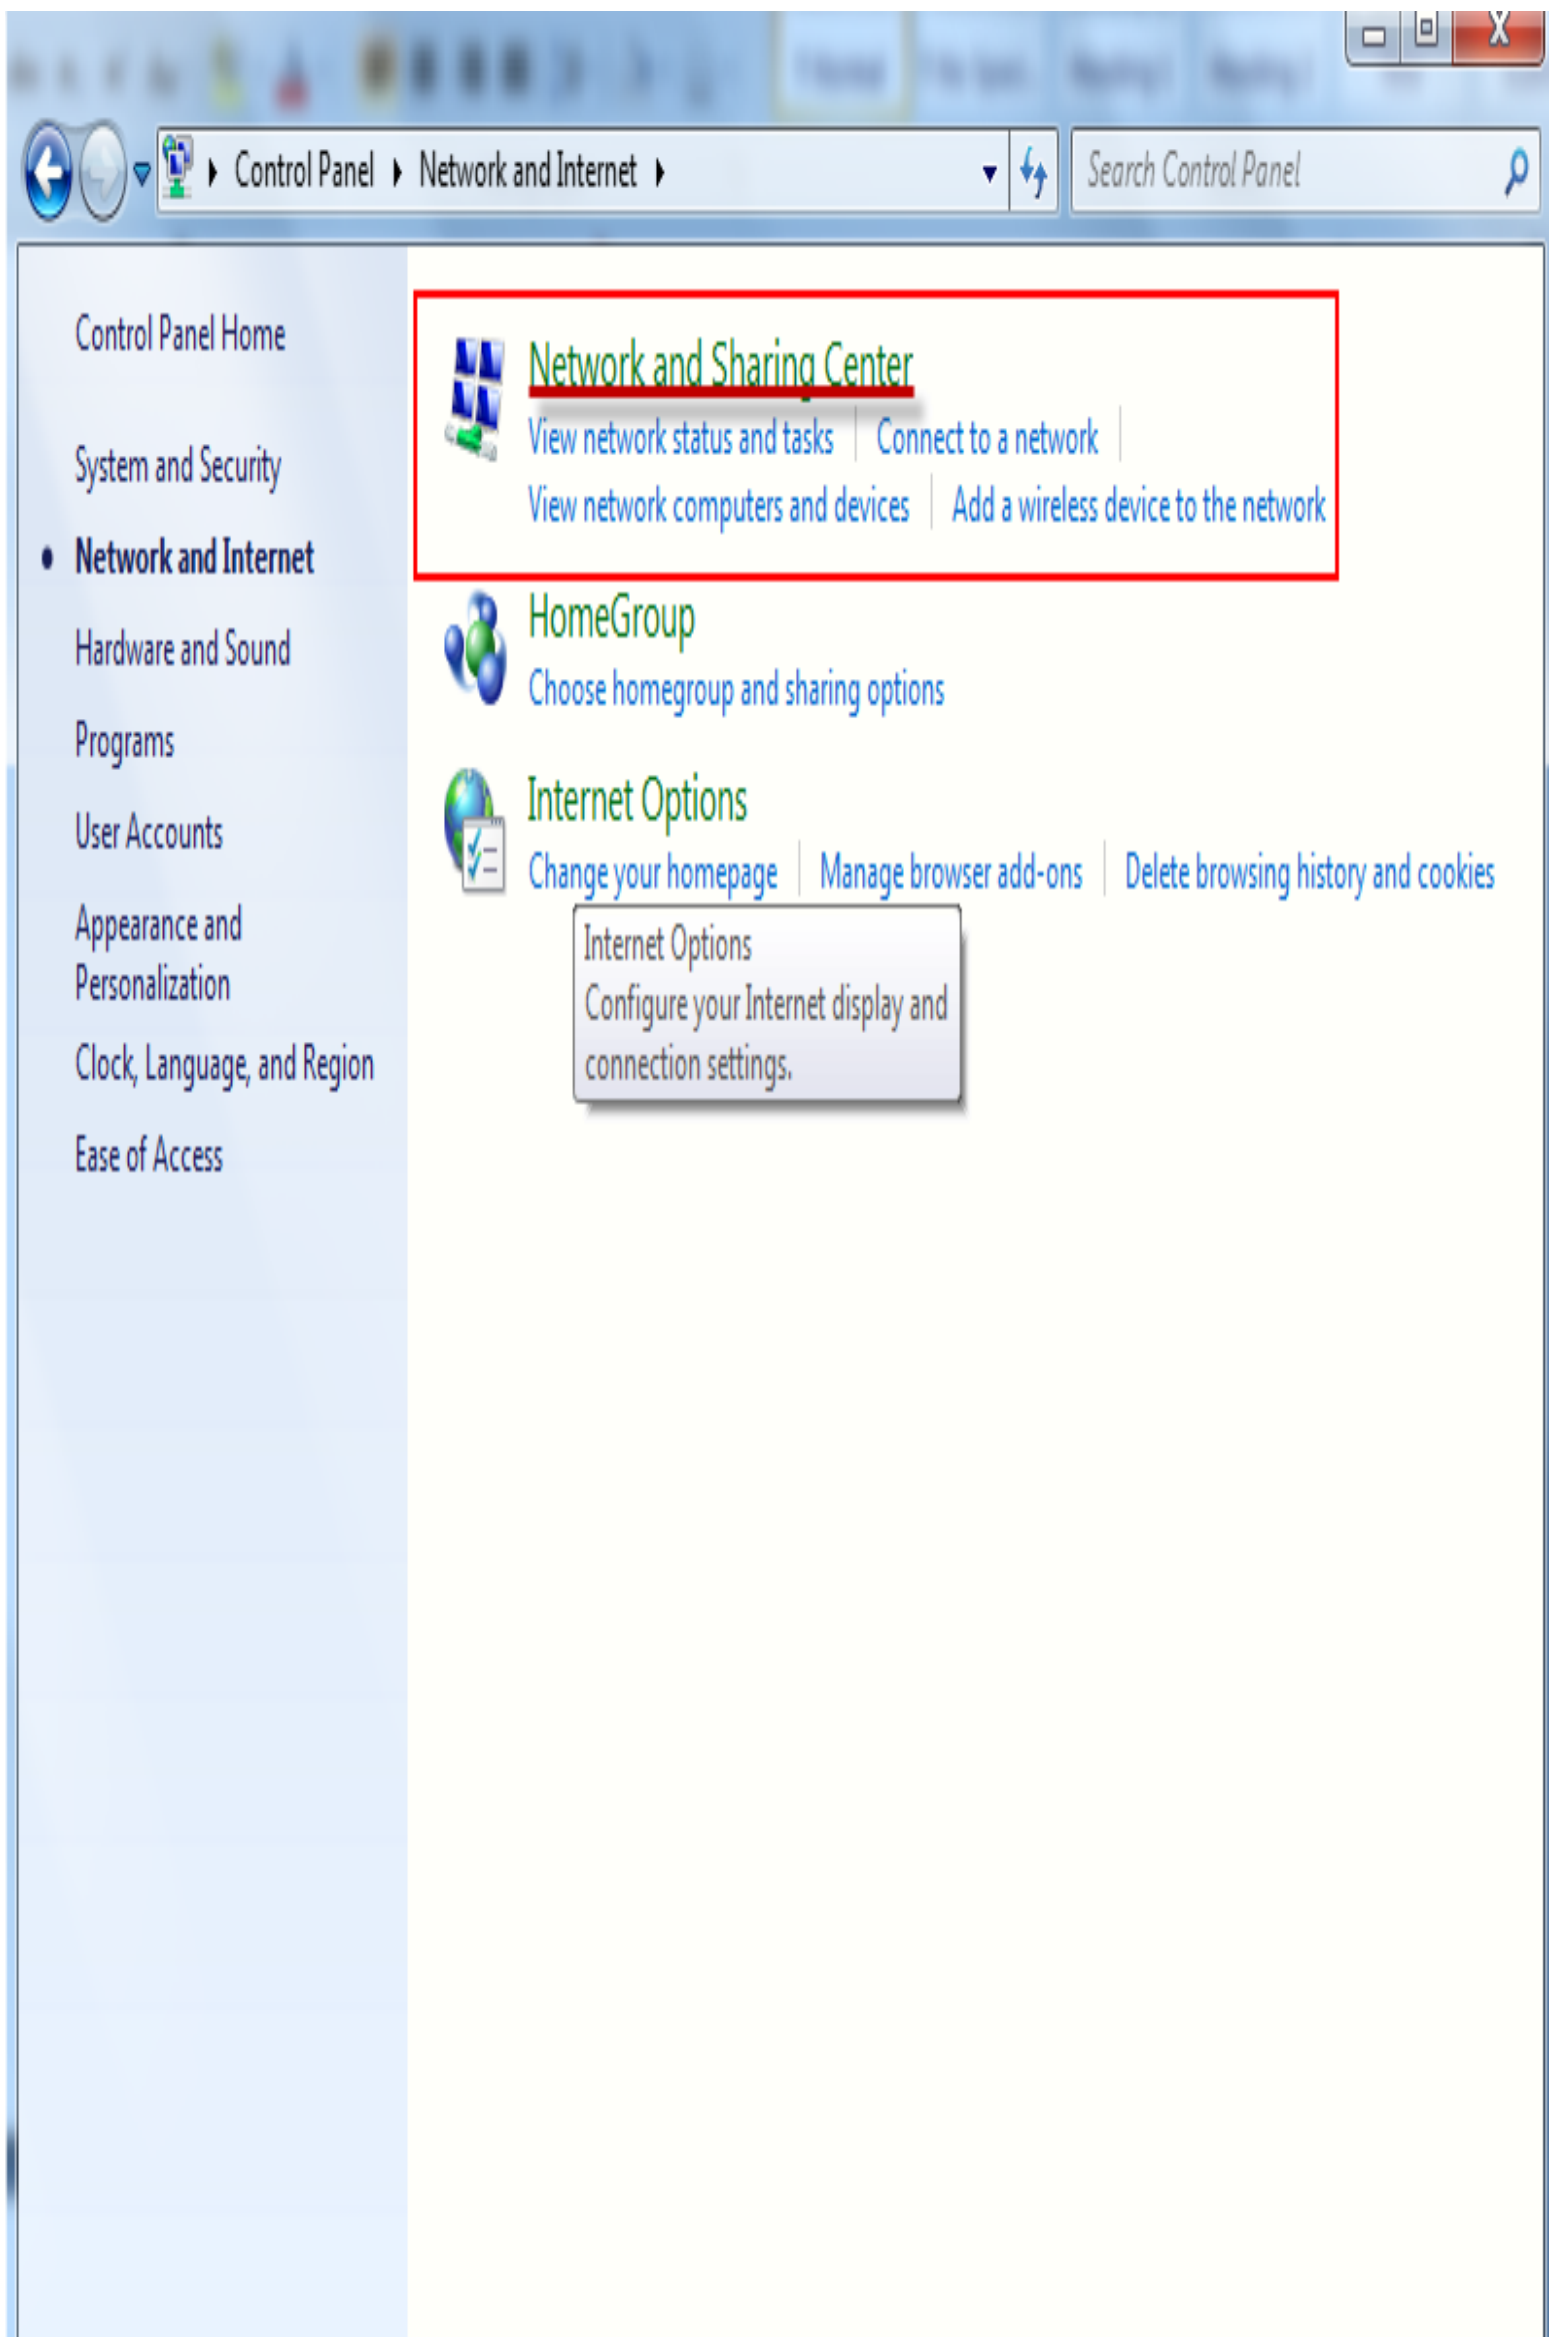 Control Panel Network and Internet Search Control Panel
Control Panel Home
System and Security
Network and Internet
Hardware and Sound
Programs
User Accounts
Appearance and
Personalization
Clock, Language, and Region
Ease of Access
Network and Sharing Center
View network status and tasks Connect to a network
View network computers and devices Add a wireless device to the network
HomeGroup
Choose homegroup and sharing options
Internet Options
Change your homepage Manage browser add-ons Delete browsing history and cookies
Internet Options
Configure your Internet display and
connection settings.